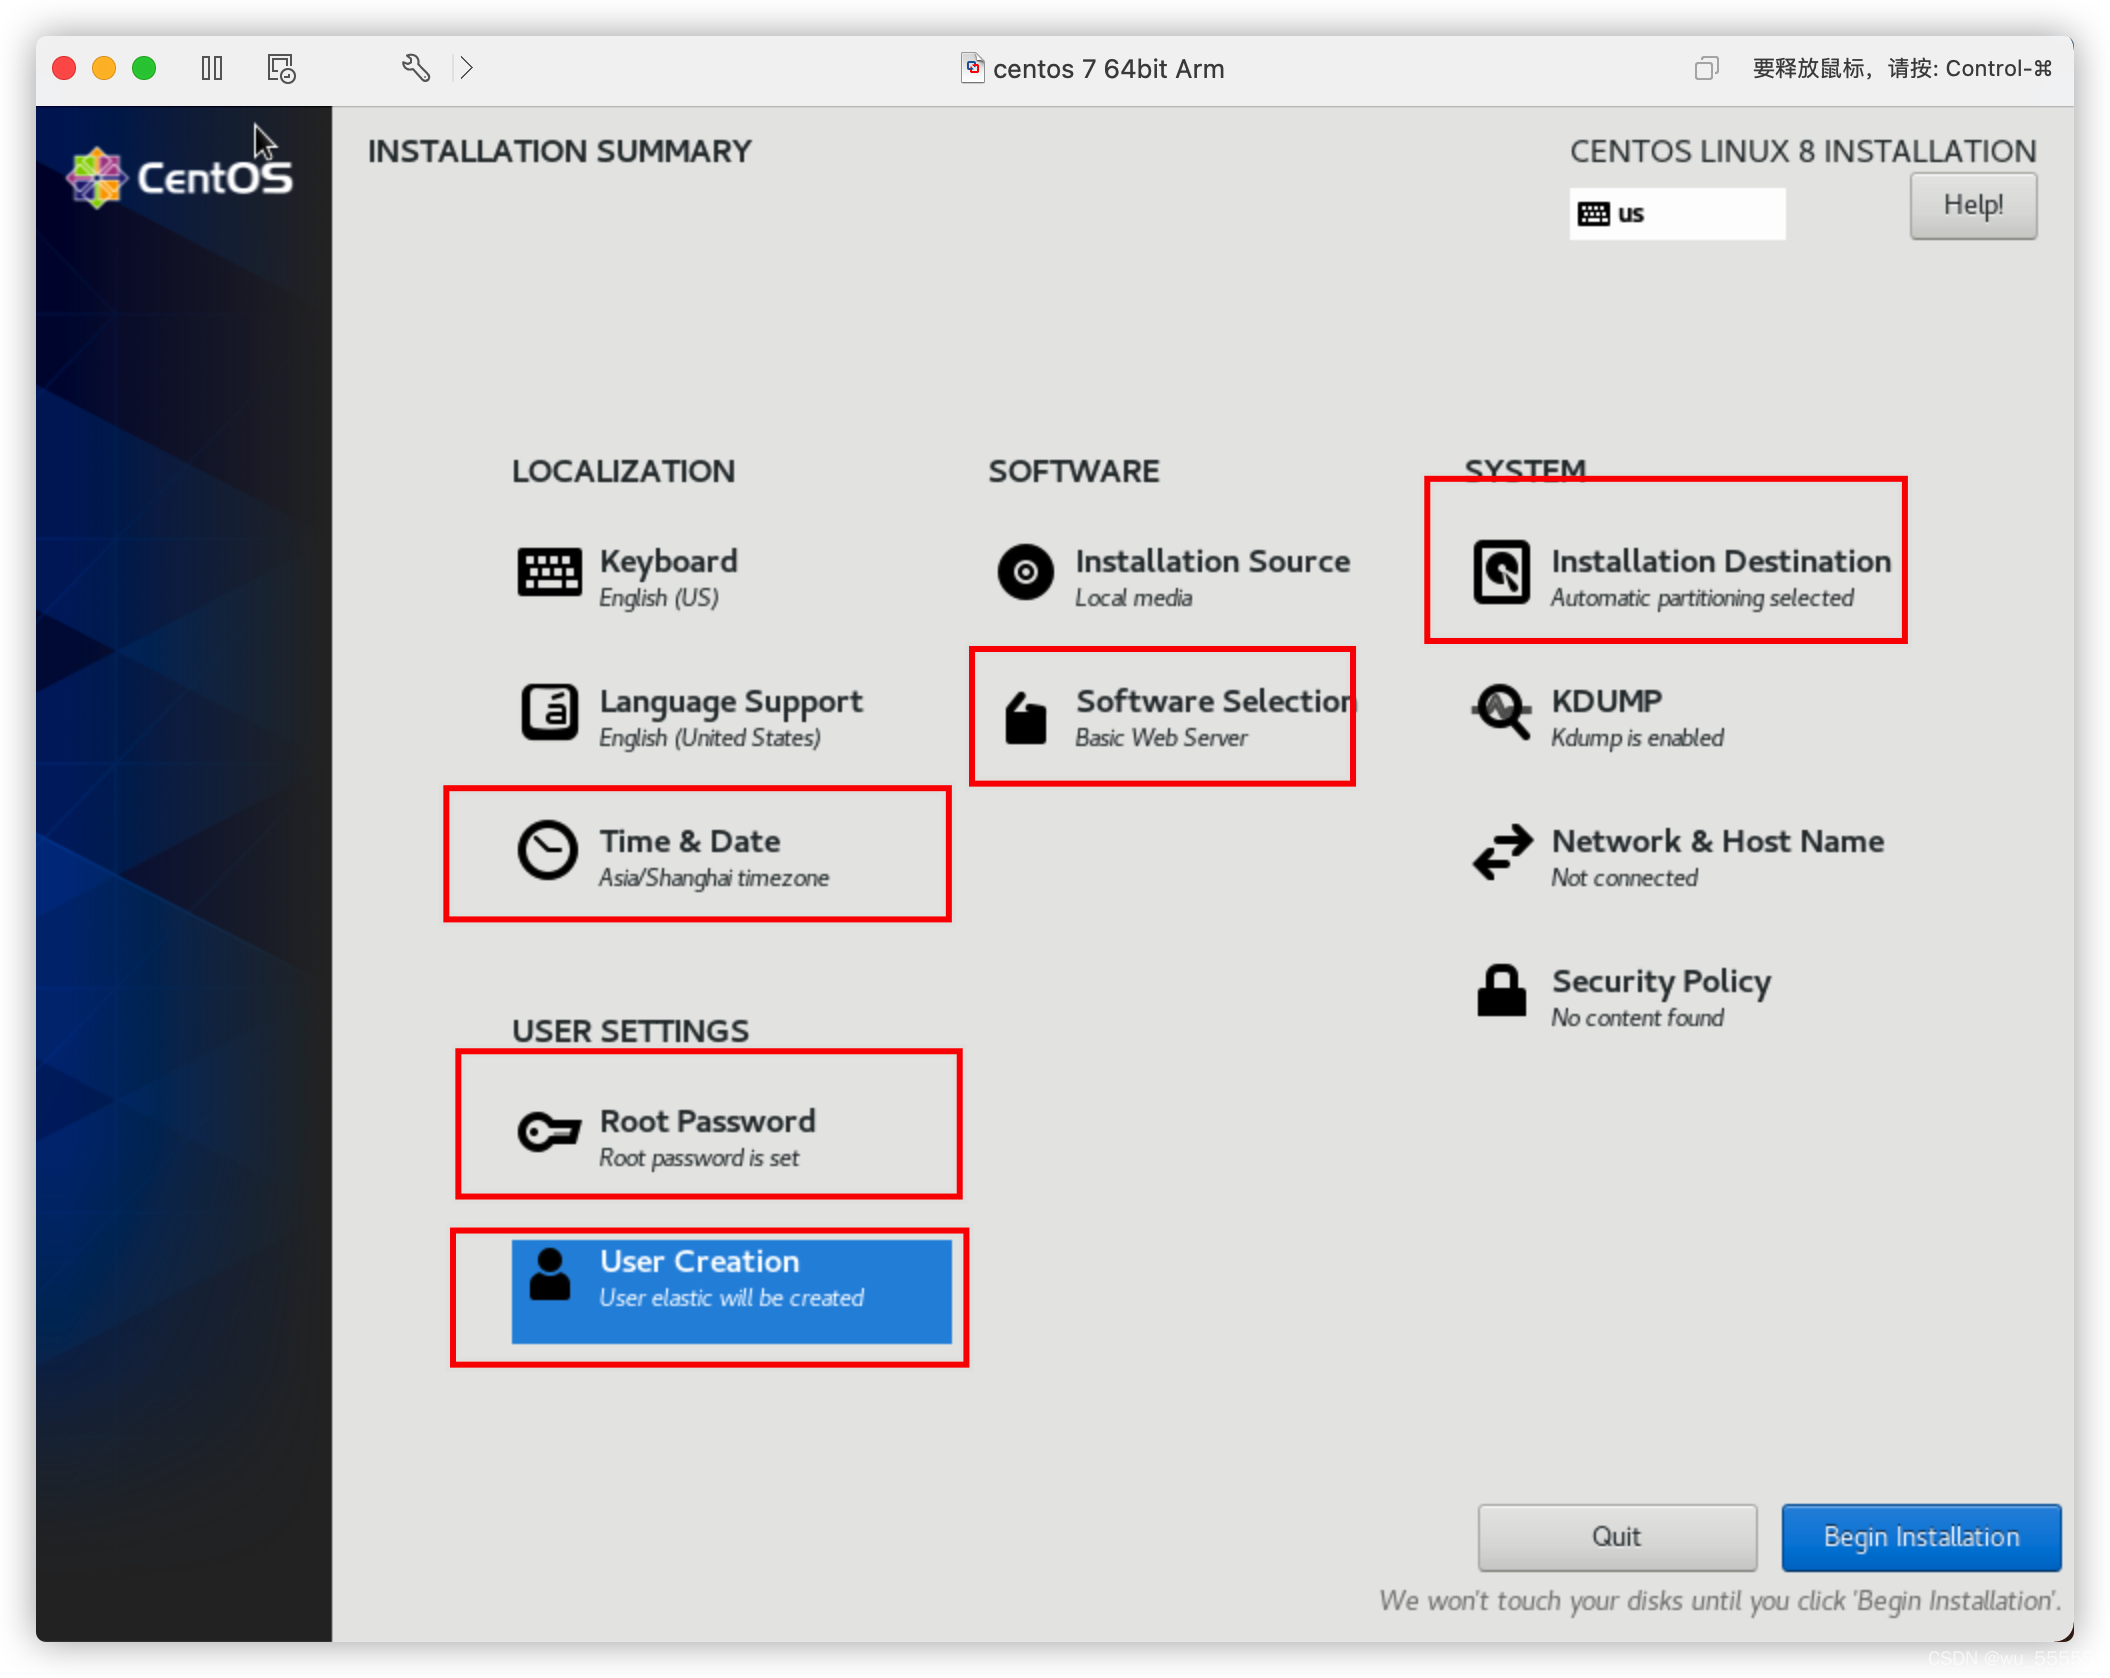 centos 7 64bit Arm
要释放鼠标，请按: Control-⌘
CentOS
INSTALLATION SUMMARY
CENTOS LINUX 8 INSTALLATION
us
Help!
LOCALIZATION
Keyboard
English (US)
Language Support
English (United States)
Time & Date
Asia/Shanghai timezone
SOFTWARE
Installation Source
Local media
Software Selection
Basic Web Server
SYSTEM
Installation Destination
Automatic partitioning selected
KDUMP
Kdump is enabled
Network & Host Name
Not connected
Security Policy
No content found
USER SETTINGS
Root Password
Root password is set
User Creation
User elastic will be created
Quit
Begin Installation
We won't touch your disks until you click 'Begin Installation'.
CSDN